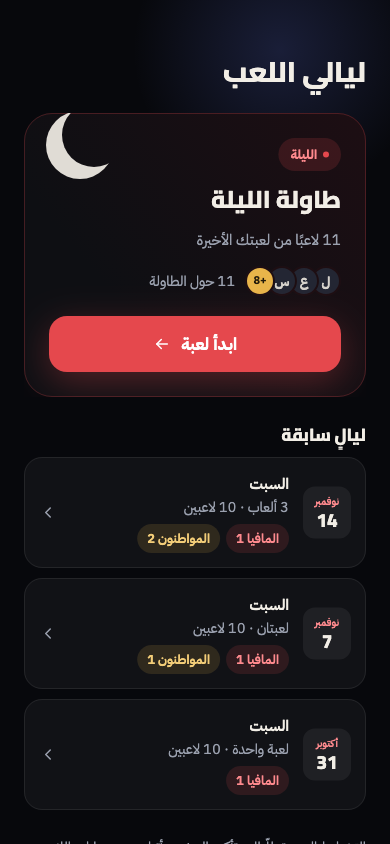 ليالي اللعب
الليلة
طاولة الليلة
11 لاعبًا من لعبتك الأخيرة
ل ع س +8 11 حول الطاولة
ابدأ لعبة ←
ليالٍ سابقة
نوفمبر
14
السبت
3 ألعاب · 10 لاعبين
المافيا 1 المواطنون 2
نوفمبر
7
السبت
لعبتان · 10 لاعبين
المافيا 1 المواطنون 1
أكتوبر
31
السبت
لعبة واحدة · 10 لاعبين
المافيا 1